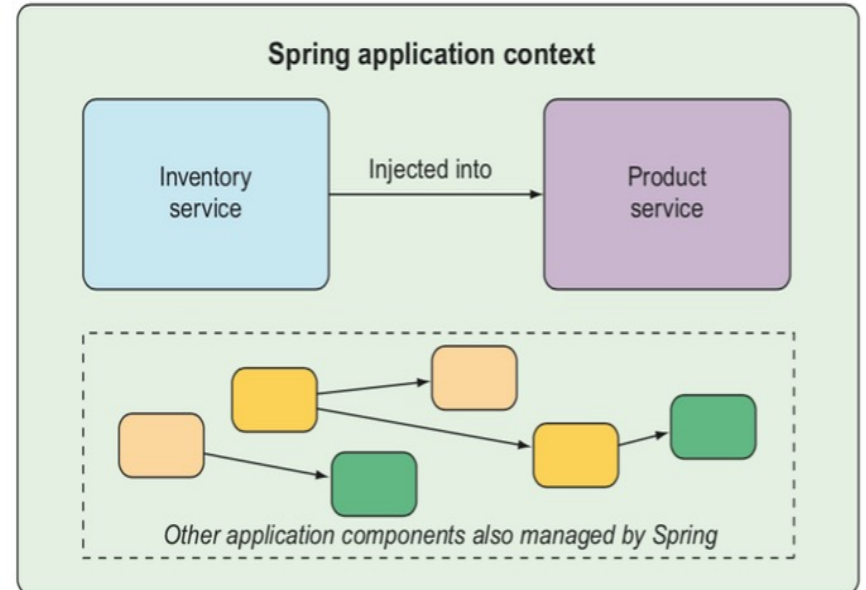 Spring application context
Inventory
service
Injected into
Product
service
Other application components also managed by Spring